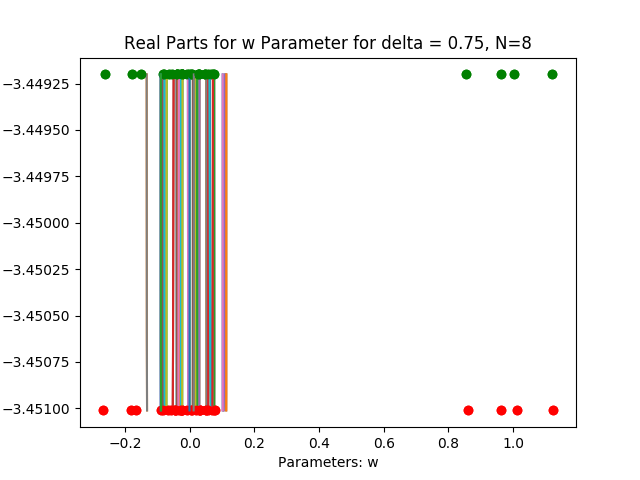 Real Parts for w Parameter for delta = 0.75, N=8
−3.44925
−3.44950
−3.44975
−3.45000
−3.45025
−3.45050
−3.45075
−3.45100
−0.2 0.0 0.2 0.4 0.6 0.8 1.0
Parameters: w